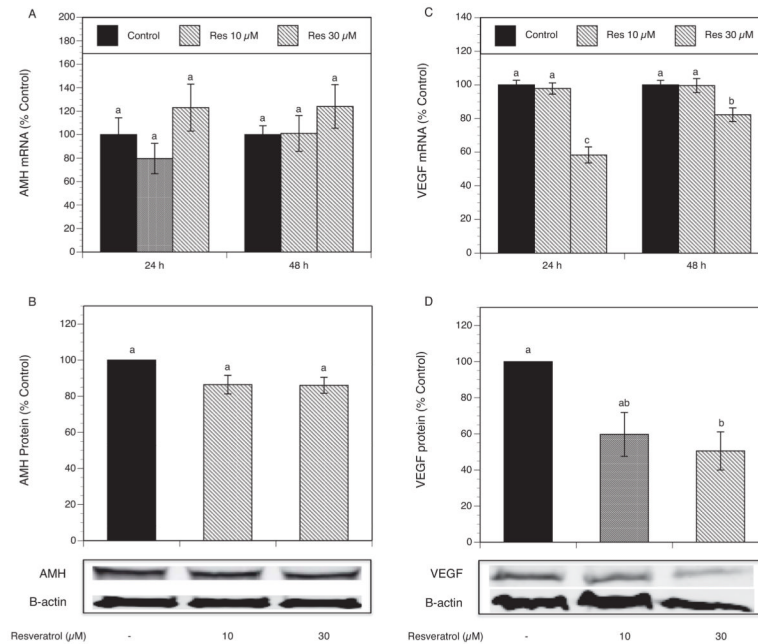 A
Control Res 10 µM Res 30 µM
AMH mRNA (% Control)
200
180
160
140
120
100
80
60
40
20
0
a a a a a a
24 h 48 h
C
Control Res 10 µM Res 30 µM
VEGF mRNA (% Control)
140
120
100
80
60
40
20
0
a a c a a b
24 h 48 h
B
AMH Protein (% Control)
120
100
80
60
40
20
0
a a a
AMH
B-actin
Resveratrol (µM) - 10 30
D
VEGF protein (% Control)
120
100
80
60
40
20
0
a ab b
VEGF
B-actin
Resveratrol (µM) - 10 30